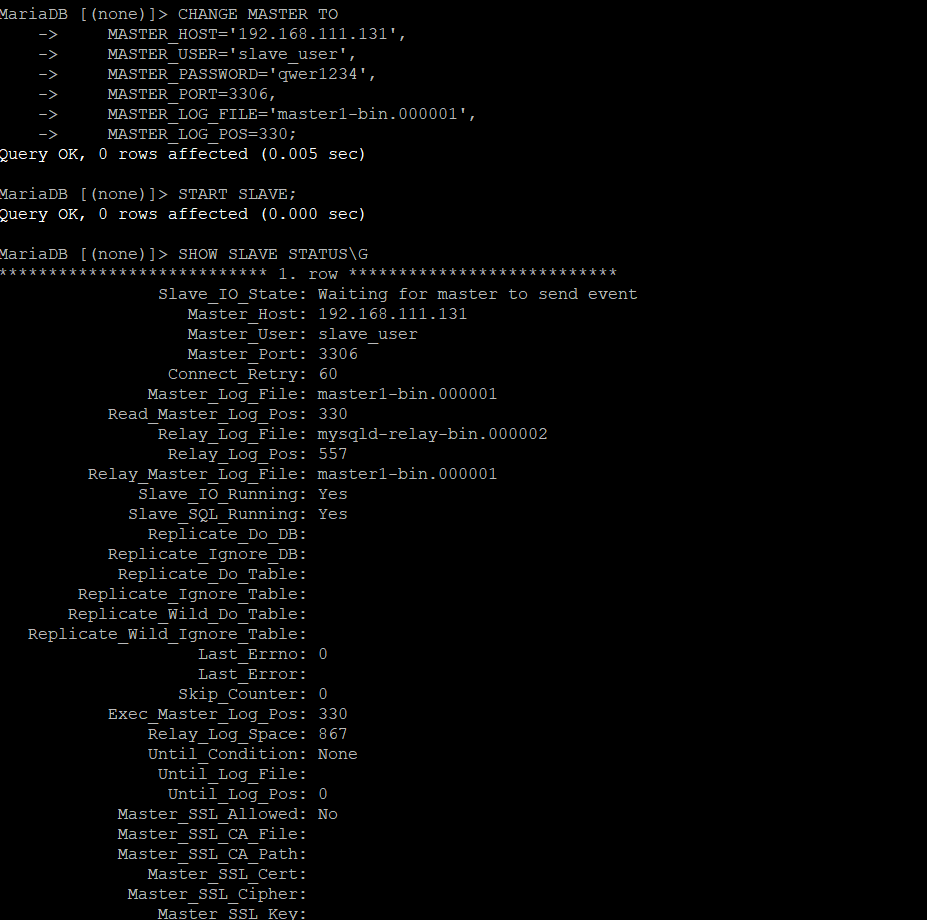 MariaDB [(none)]> CHANGE MASTER TO
    ->     MASTER_HOST='192.168.111.131',
    ->     MASTER_USER='slave_user',
    ->     MASTER_PASSWORD='qwer1234',
    ->     MASTER_PORT=3306,
    ->     MASTER_LOG_FILE='master1-bin.000001',
    ->     MASTER_LOG_POS=330;
Query OK, 0 rows affected (0.005 sec)

MariaDB [(none)]> START SLAVE;
Query OK, 0 rows affected (0.000 sec)

MariaDB [(none)]> SHOW SLAVE STATUS\G
*************************** 1. row ***************************
                Slave_IO_State: Waiting for master to send event
                   Master_Host: 192.168.111.131
                   Master_User: slave_user
                   Master_Port: 3306
                 Connect_Retry: 60
               Master_Log_File: master1-bin.000001
           Read_Master_Log_Pos: 330
                Relay_Log_File: mysqld-relay-bin.000002
                 Relay_Log_Pos: 557
         Relay_Master_Log_File: master1-bin.000001
              Slave_IO_Running: Yes
             Slave_SQL_Running: Yes
               Replicate_Do_DB:
           Replicate_Ignore_DB:
            Replicate_Do_Table:
        Replicate_Ignore_Table:
       Replicate_Wild_Do_Table:
   Replicate_Wild_Ignore_Table:
                    Last_Errno: 0
                    Last_Error:
                  Skip_Counter: 0
           Exec_Master_Log_Pos: 330
               Relay_Log_Space: 867
               Until_Condition: None
                Until_Log_File:
                 Until_Log_Pos: 0
            Master_SSL_Allowed: No
            Master_SSL_CA_File:
            Master_SSL_CA_Path:
               Master_SSL_Cert:
             Master_SSL_Cipher:
                Master_SSL_Key: